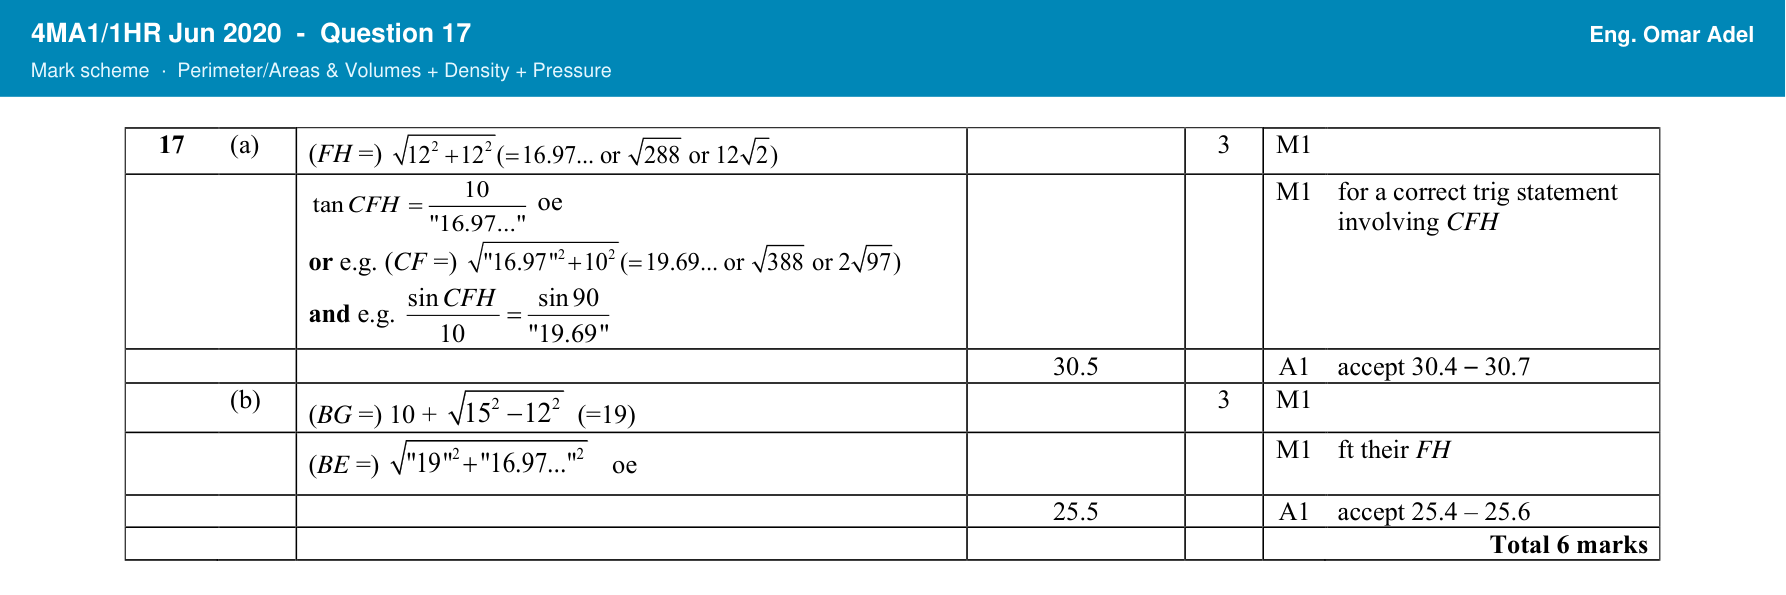 4MA1/1HR Jun 2020 - Question 17
Eng. Omar Adel
Mark scheme · Perimeter/Areas & Volumes + Density + Pressure
17 (a) (FH =) √(12² + 12²) (= 16.97... or √288 or 12√2) 3 M1
tan CFH = 10/"16.97..." oe M1 for a correct trig statement
involving CFH
or e.g. (CF =) √("16.97"² + 10²) (= 19.69... or √388 or 2√97)
and e.g. sin CFH/10 = sin 90/"19.69"
30.5 A1 accept 30.4 – 30.7
(b) (BG =) 10 + √(15² – 12²) (=19) 3 M1
(BE =) √("19"² + "16.97..."²) oe M1 ft their FH
25.5 A1 accept 25.4 – 25.6
Total 6 marks